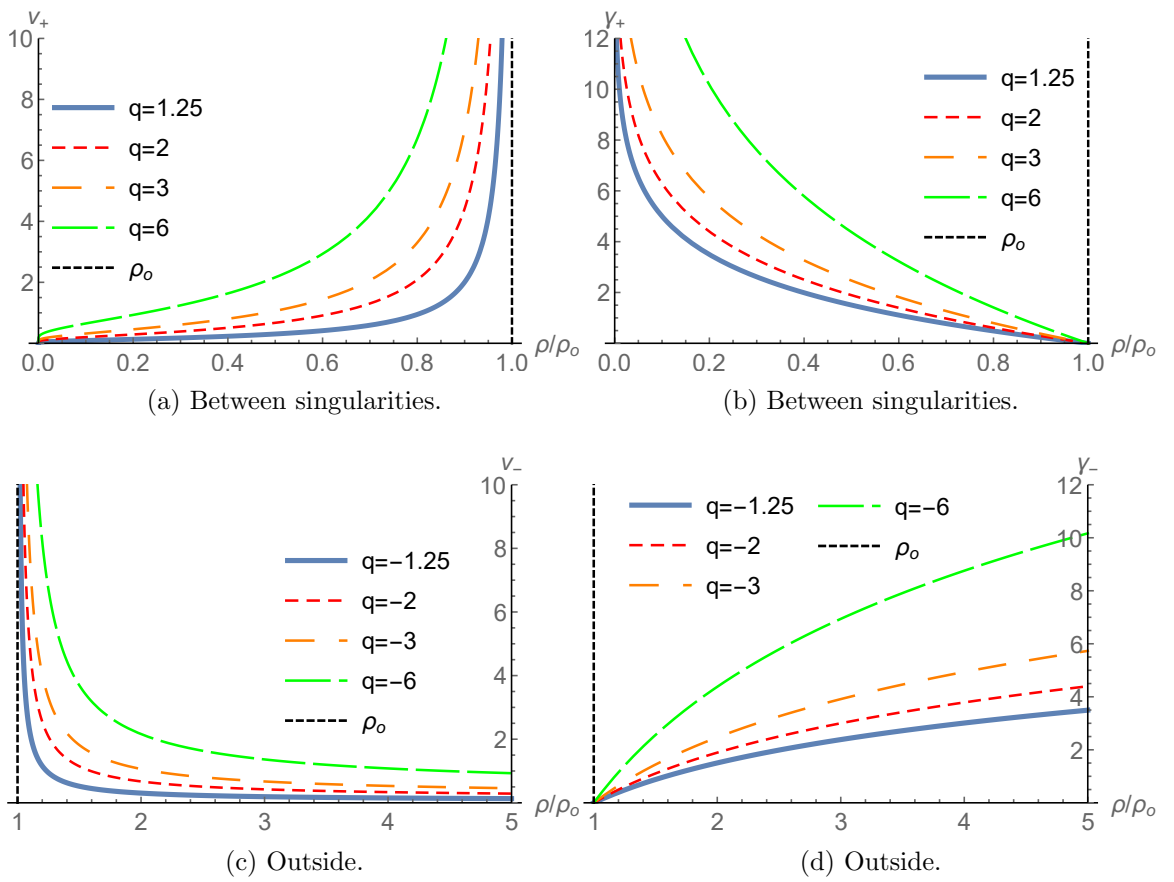 v₊
10
8
6
4
2
q=1.25
q=2
q=3
q=6
ρₒ
0.0 0.2 0.4 0.6 0.8 1.0
ρ/ρₒ
(a) Between singularities.
γ₊
12
10
8
6
4
2
q=1.25
q=2
q=3
q=6
ρₒ
0.0 0.2 0.4 0.6 0.8 1.0
ρ/ρₒ
(b) Between singularities.
v₋
10
8
6
4
2
q=−1.25
q=−2
q=−3
q=−6
ρₒ
1 2 3 4 5
ρ/ρₒ
(c) Outside.
γ₋
12
10
8
6
4
2
q=−1.25 q=−6
q=−2 ρₒ
q=−3
1 2 3 4 5
ρ/ρₒ
(d) Outside.